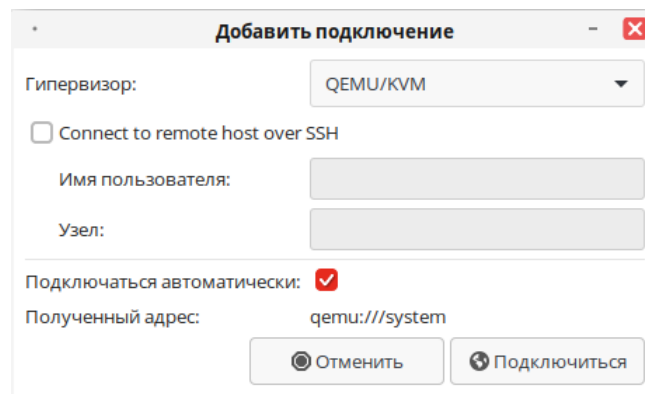 Добавить подключение
Гипервизор: QEMU/KVM
Connect to remote host over SSH
Имя пользователя:
Узел:
Подключаться автоматически:
Полученный адрес: qemu:///system
Отменить Подключиться